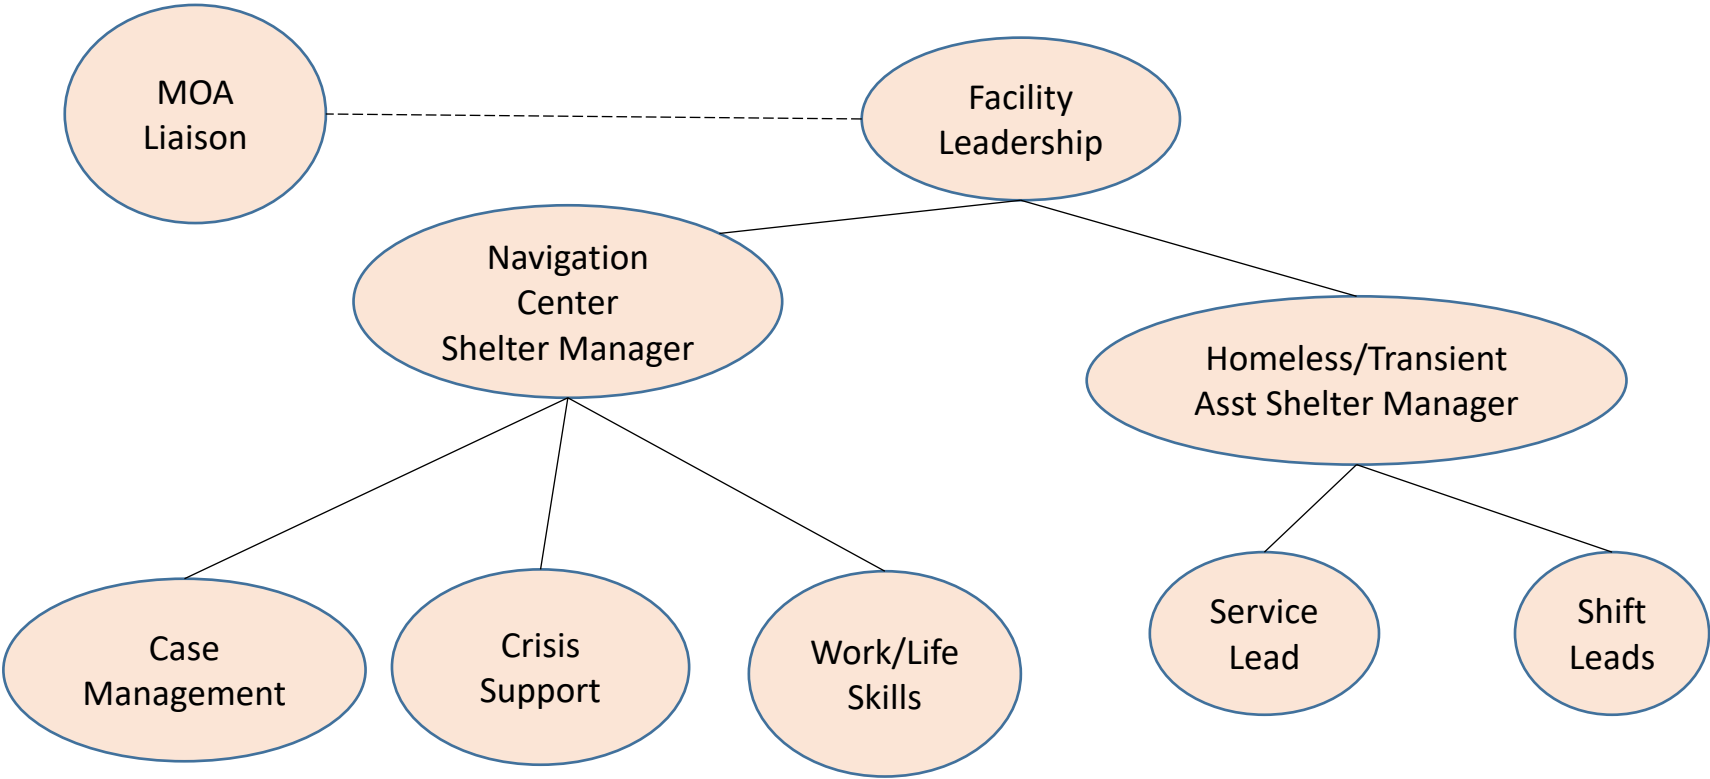 MOA
Liaison
Facility
Leadership
Navigation
Center
Shelter Manager
Homeless/Transient
Asst Shelter Manager
Case
Management
Crisis
Support
Work/Life
Skills
Service
Lead
Shift
Leads